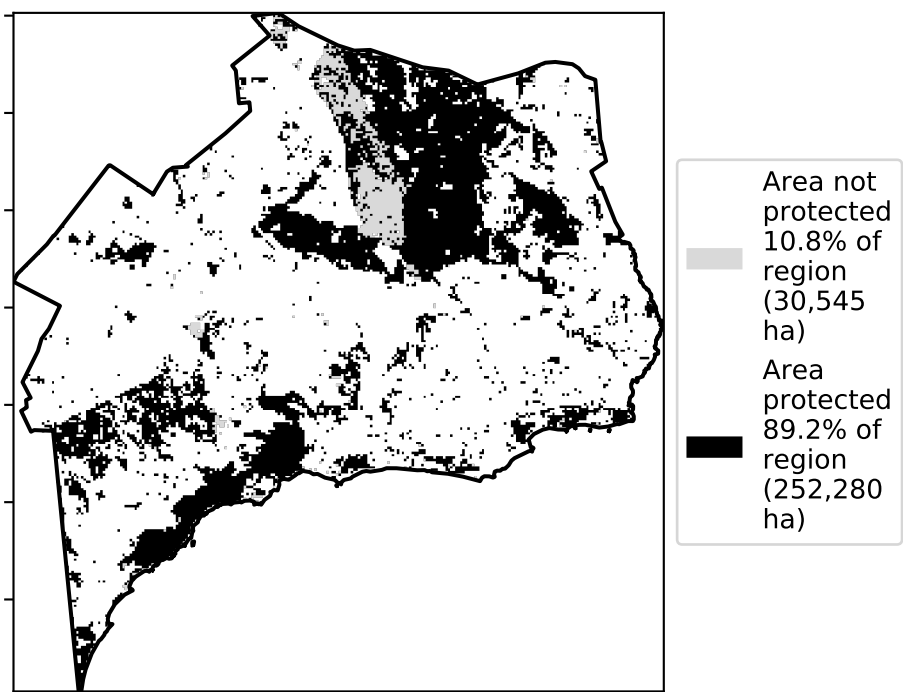 Area not
protected
10.8% of
region
(30,545
ha)
Area
protected
89.2% of
region
(252,280
ha)